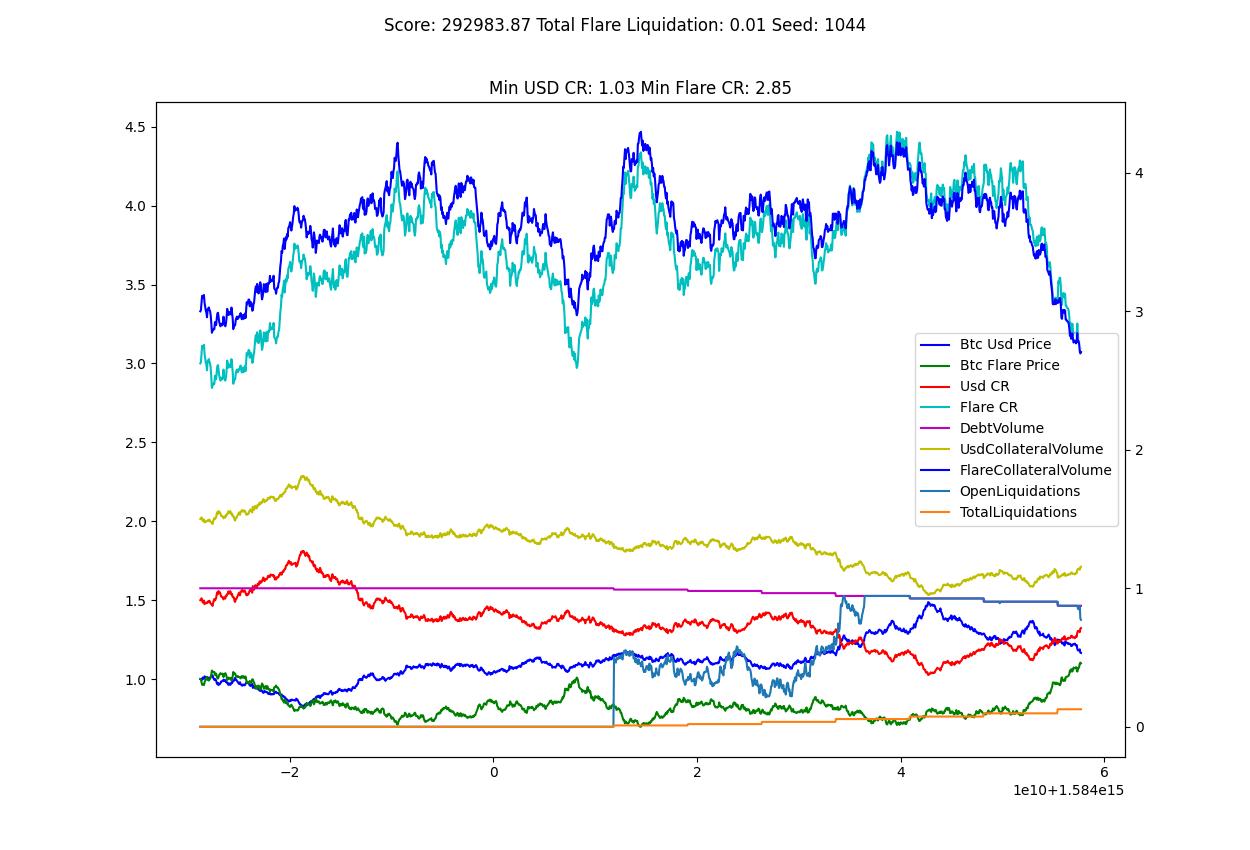 Score: 292983.87 Total Flare Liquidation: 0.01 Seed: 1044
Min USD CR: 1.03 Min Flare CR: 2.85
4.5
4.0
3.5
3.0
2.5
2.0
1.5
1.0
4
3
2
1
0
Btc Usd Price
Btc Flare Price
Usd CR
Flare CR
DebtVolume
UsdCollateralVolume
FlareCollateralVolume
OpenLiquidations
TotalLiquidations
−2 0 2 4 6
1e10+1.584e15